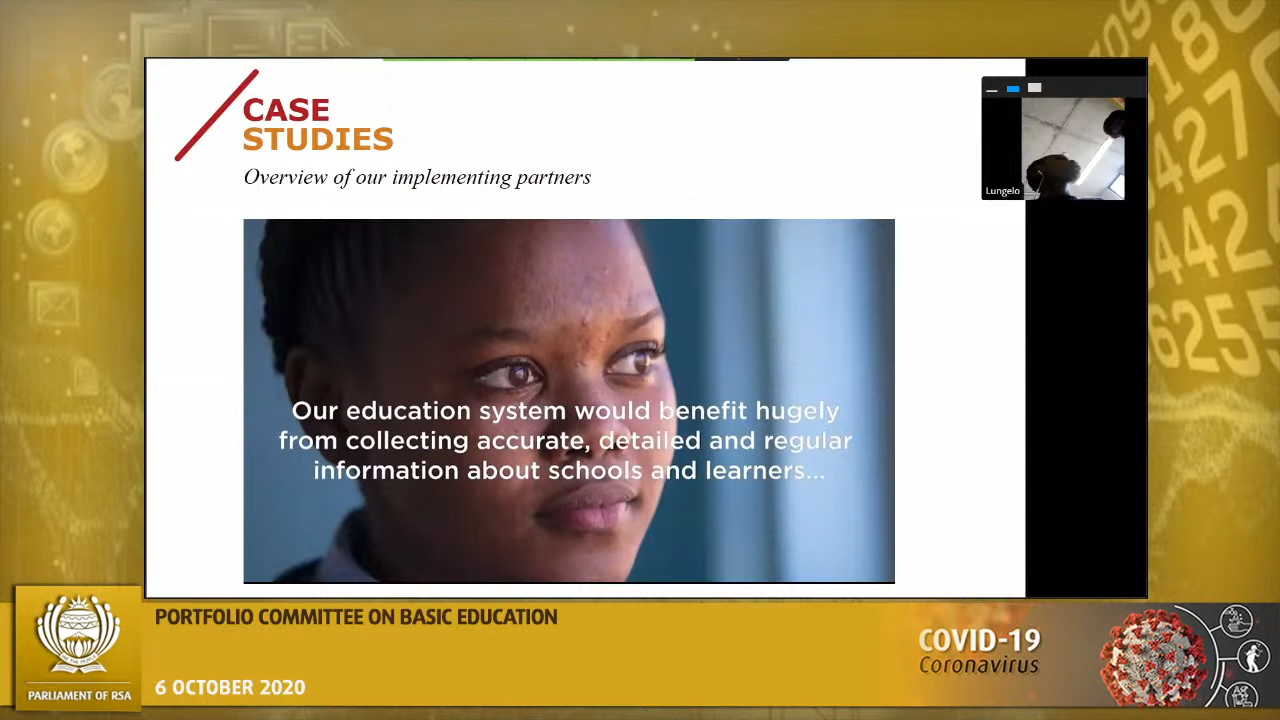 CASE
STUDIES
Overview of our implementing partners
Lungelo
Our education system would benefit hugely
from collecting accurate, detailed and regular
information about schools and learners...
PORTFOLIO COMMITTEE ON BASIC EDUCATION
6 OCTOBER 2020
PARLIAMENT OF RSA
COVID-19
Coronavirus
6255